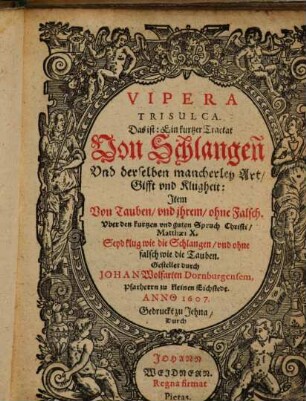 VIPERA
TRISULCA.
Das ist: Ein kurtzer Tractat
Von Schlangen
Vnd derselben mancherley Art/
Gifft vnd Klugheit:
Item
Von Tauben/ vnd jhrem/ ohne Falsch.
Vber den kurtzen vnd guten Spruch Christi/
Matthæi X.
Seyd klug wie die Schlangen/ vnd ohne
falsch wie die Tauben.
Gestellet durch
JOHAN Wolfarten Dornburgensem,
Pfarherrn zu kleinen Eichstedt.
ANNO 1607.
Gedruckt zu Jehna/
Durch
JOHANN
WEIDNERN.
Regna firmat
Pietas.